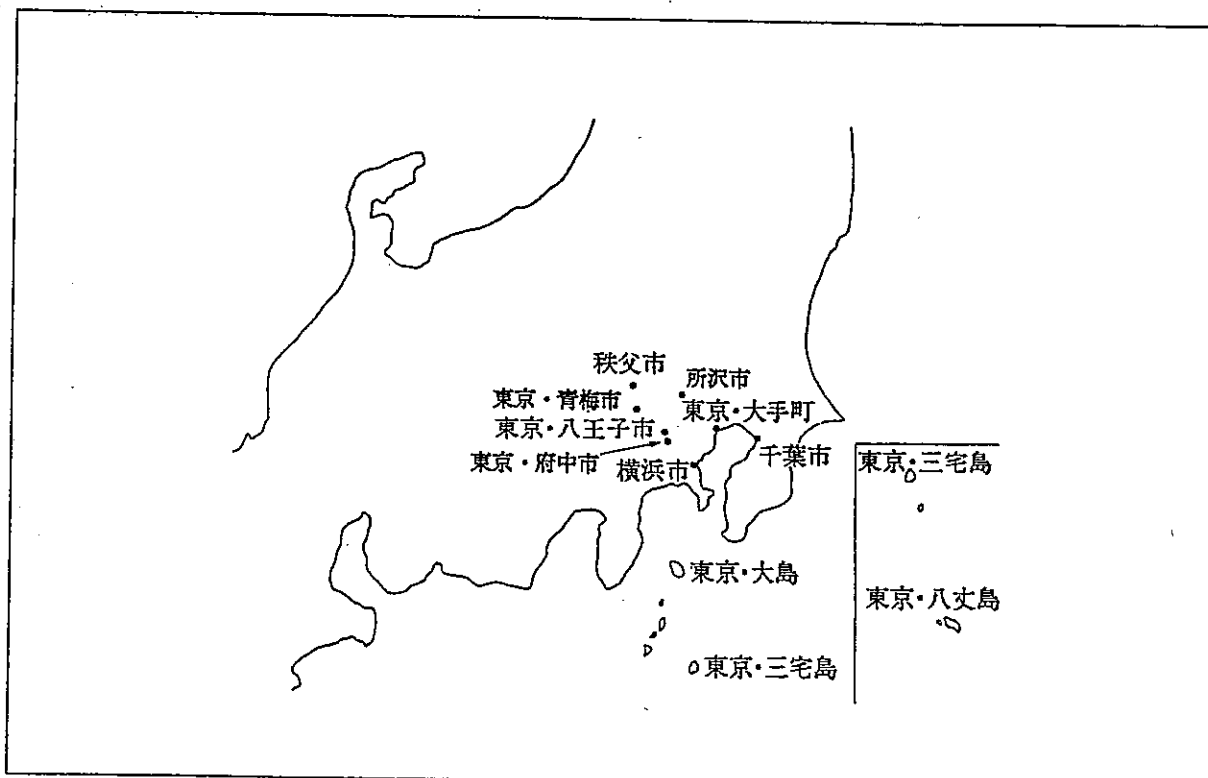 秩父市
所沢市
東京・青梅市
東京・大手町
東京・八王子市
東京・府中市
横浜市
千葉市
東京・三宅島
東京・大島
東京・八丈島
東京・三宅島